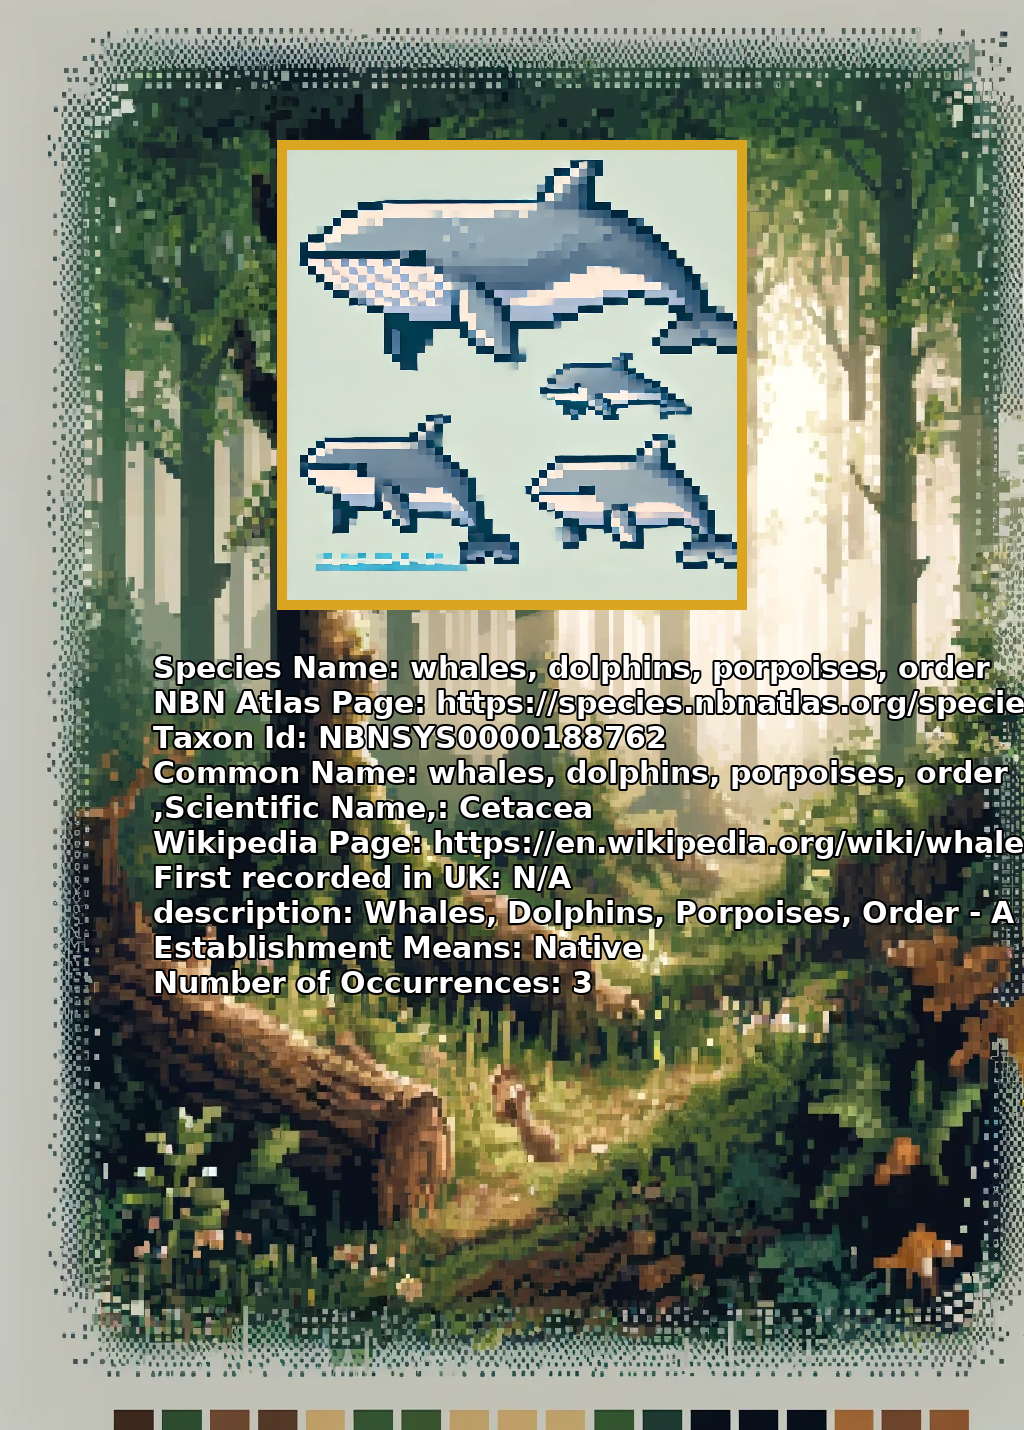 Species Name: whales, dolphins, porpoises, order
NBN Atlas Page: https://species.nbnatlas.org/specie
Taxon Id: NBNSYS0000188762
Common Name: whales, dolphins, porpoises, order
,Scientific Name,: Cetacea
Wikipedia Page: https://en.wikipedia.org/wiki/whale
First recorded in UK: N/A
description: Whales, Dolphins, Porpoises, Order - A
Establishment Means: Native
Number of Occurrences: 3